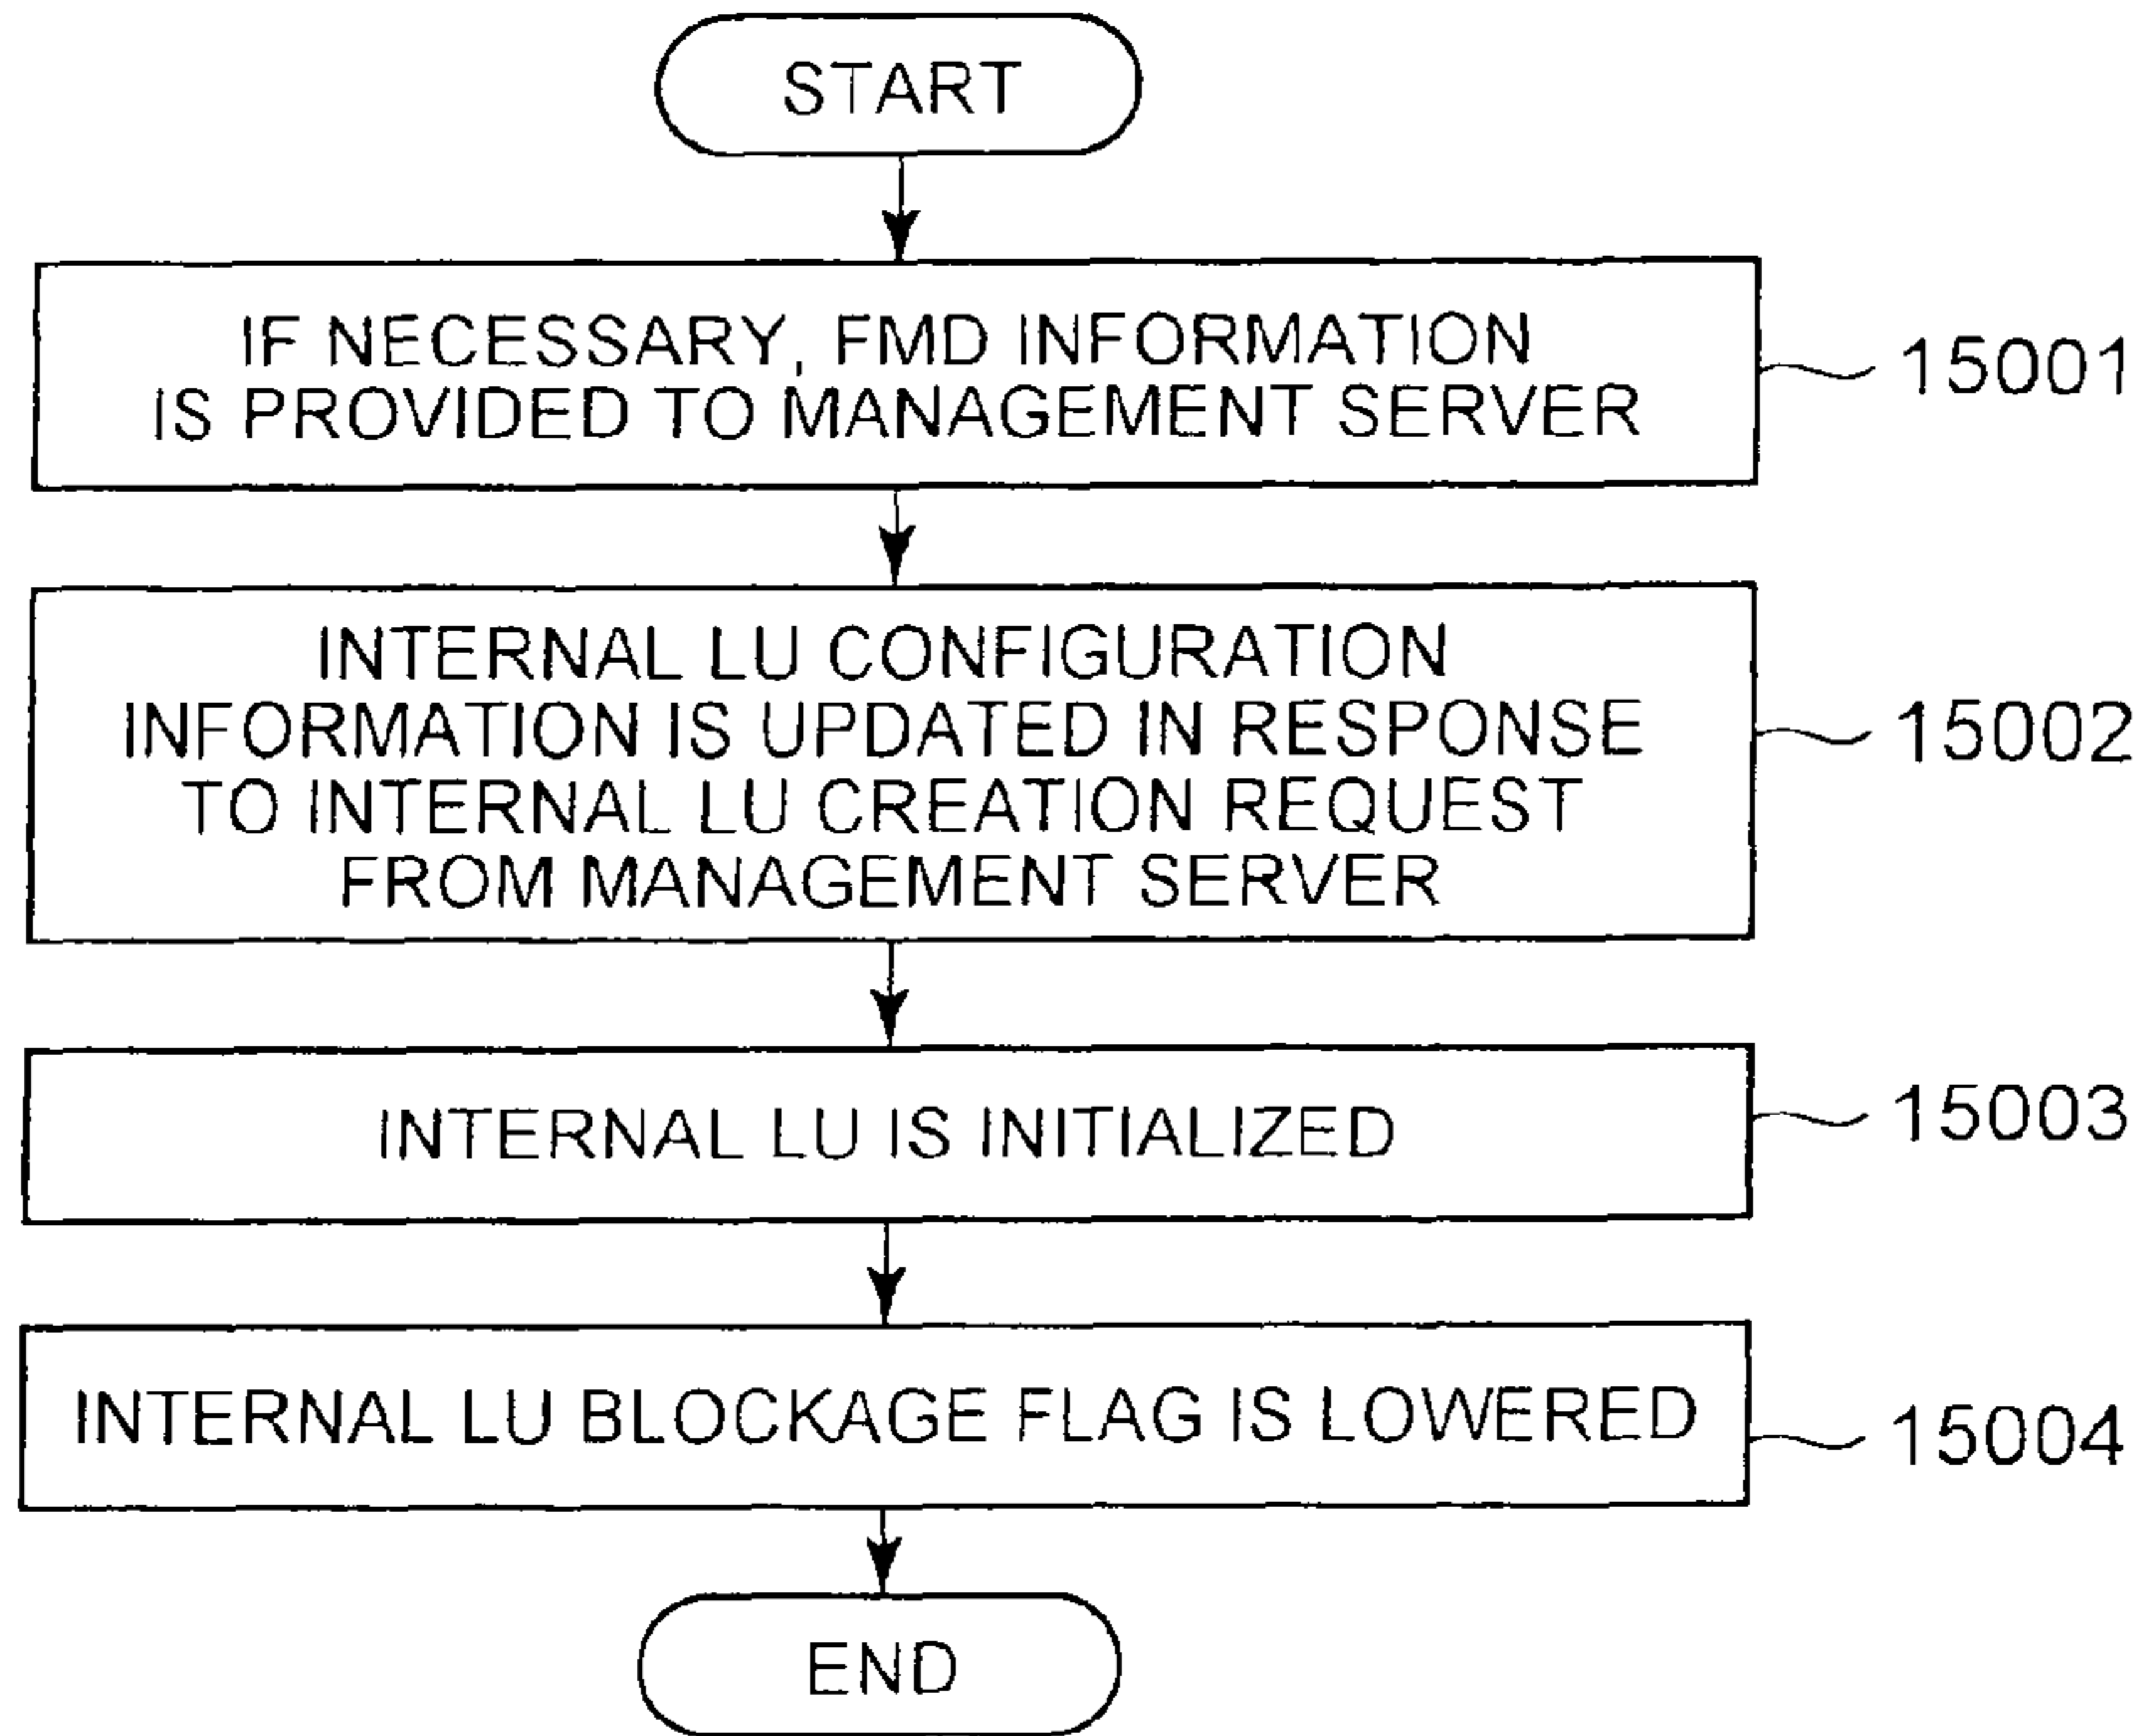 START
IF NECESSARY, FMD INFORMATION
IS PROVIDED TO MANAGEMENT SERVER
15001
INTERNAL LU CONFIGURATION
INFORMATION IS UPDATED IN RESPONSE
TO INTERNAL LU CREATION REQUEST
FROM MANAGEMENT SERVER
15002
INTERNAL LU IS INITIALIZED
15003
INTERNAL LU BLOCKAGE FLAG IS LOWERED
15004
END